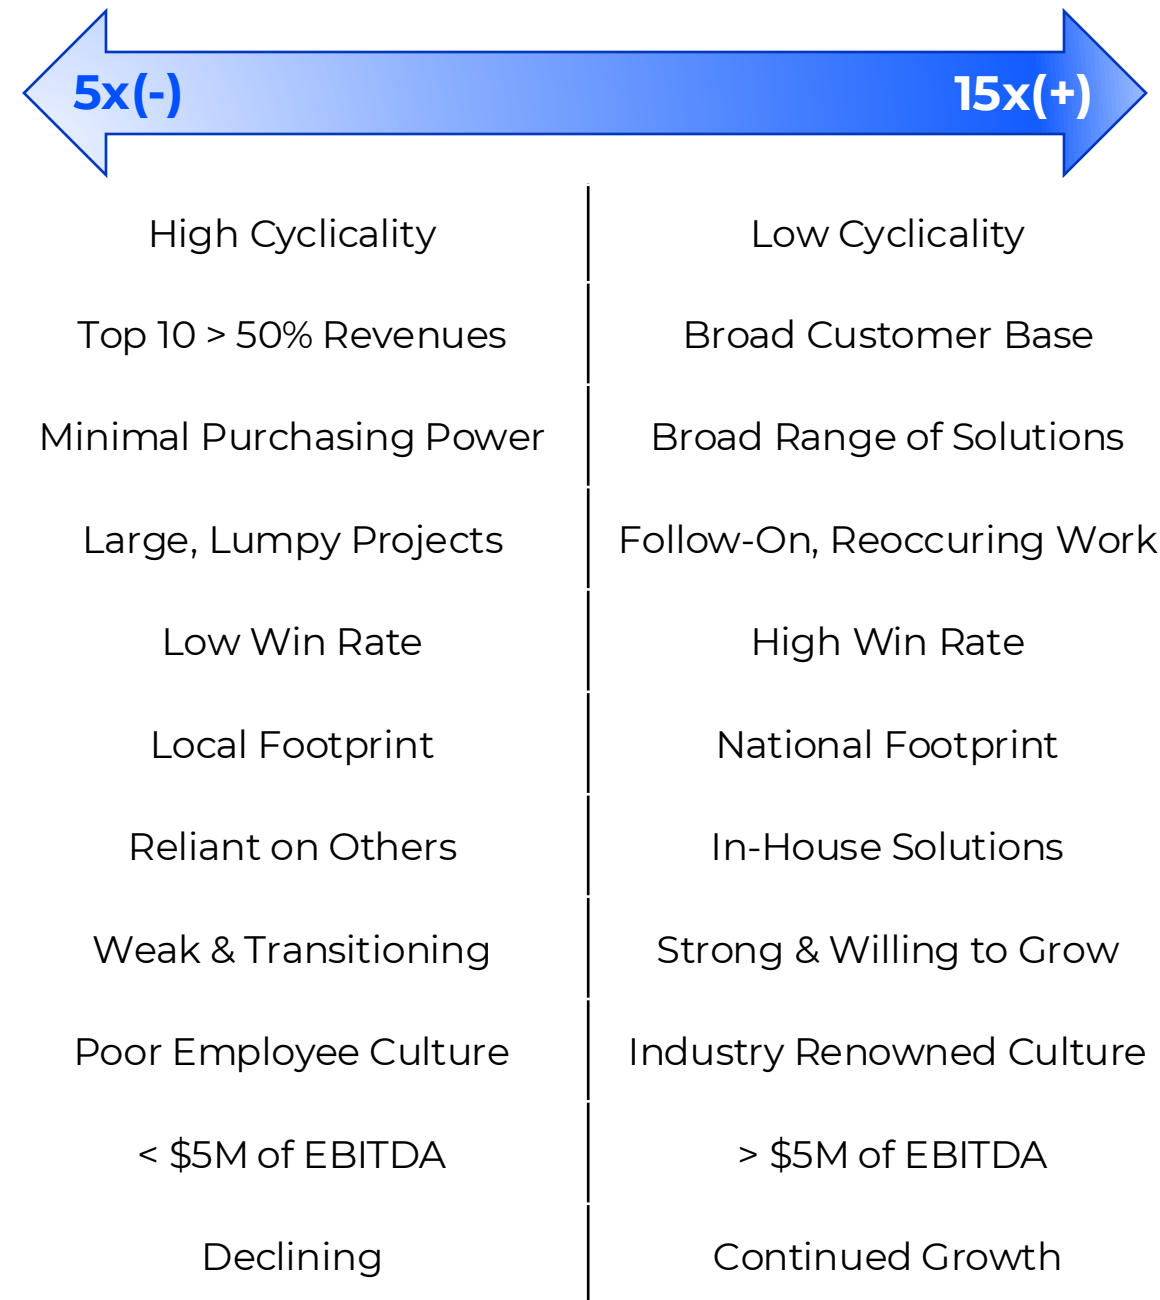 5x(-)
15x(+)
High Cyclicality
Low Cyclicality
Top 10 > 50% Revenues
Broad Customer Base
Minimal Purchasing Power
Broad Range of Solutions
Large, Lumpy Projects
Follow-On, Reoccuring Work
Low Win Rate
High Win Rate
Local Footprint
National Footprint
Reliant on Others
In-House Solutions
Weak & Transitioning
Strong & Willing to Grow
Poor Employee Culture
Industry Renowned Culture
< $5M of EBITDA
> $5M of EBITDA
Declining
Continued Growth